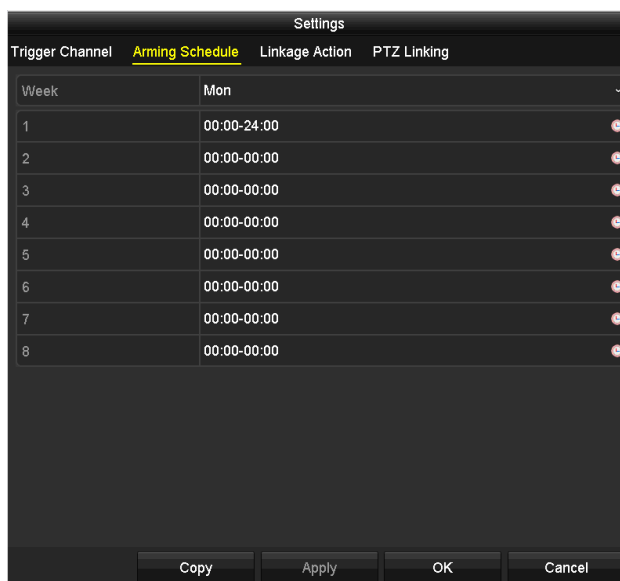 Settings
Trigger Channel Arming Schedule Linkage Action PTZ Linking
Week Mon
1 00:00-24:00
2 00:00-00:00
3 00:00-00:00
4 00:00-00:00
5 00:00-00:00
6 00:00-00:00
7 00:00-00:00
8 00:00-00:00
Copy Apply OK Cancel